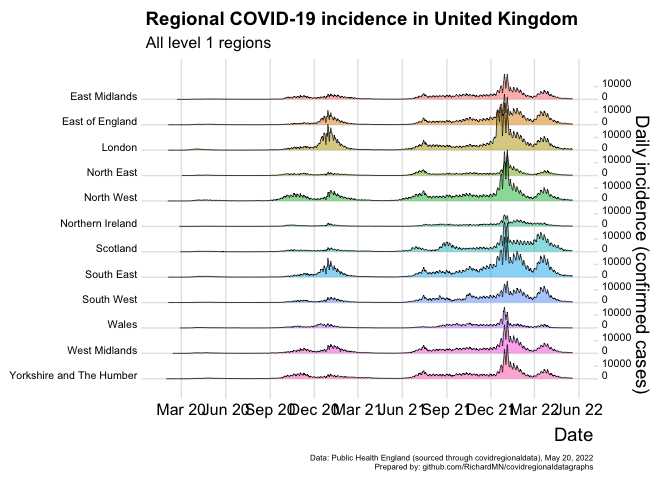 Regional COVID-19 incidence in United Kingdom
All level 1 regions
East Midlands
10000
0
East of England
10000
0
London
10000
0
North East
10000
0
North West
10000
0
Northern Ireland
10000
0
Scotland
10000
0
South East
10000
0
South West
10000
0
Wales
10000
0
West Midlands
10000
0
Yorkshire and The Humber
10000
0
Daily incidence (confirmed cases)
Mar 20 Jun 20 Sep 20 Dec 20 Mar 21 Jun 21 Sep 21 Dec 21 Mar 22 Jun 22
Date
Data: Public Health England (sourced through covidregionaldata), May 20, 2022
Prepared by: github.com/RichardMN/covidregionaldatagraphs